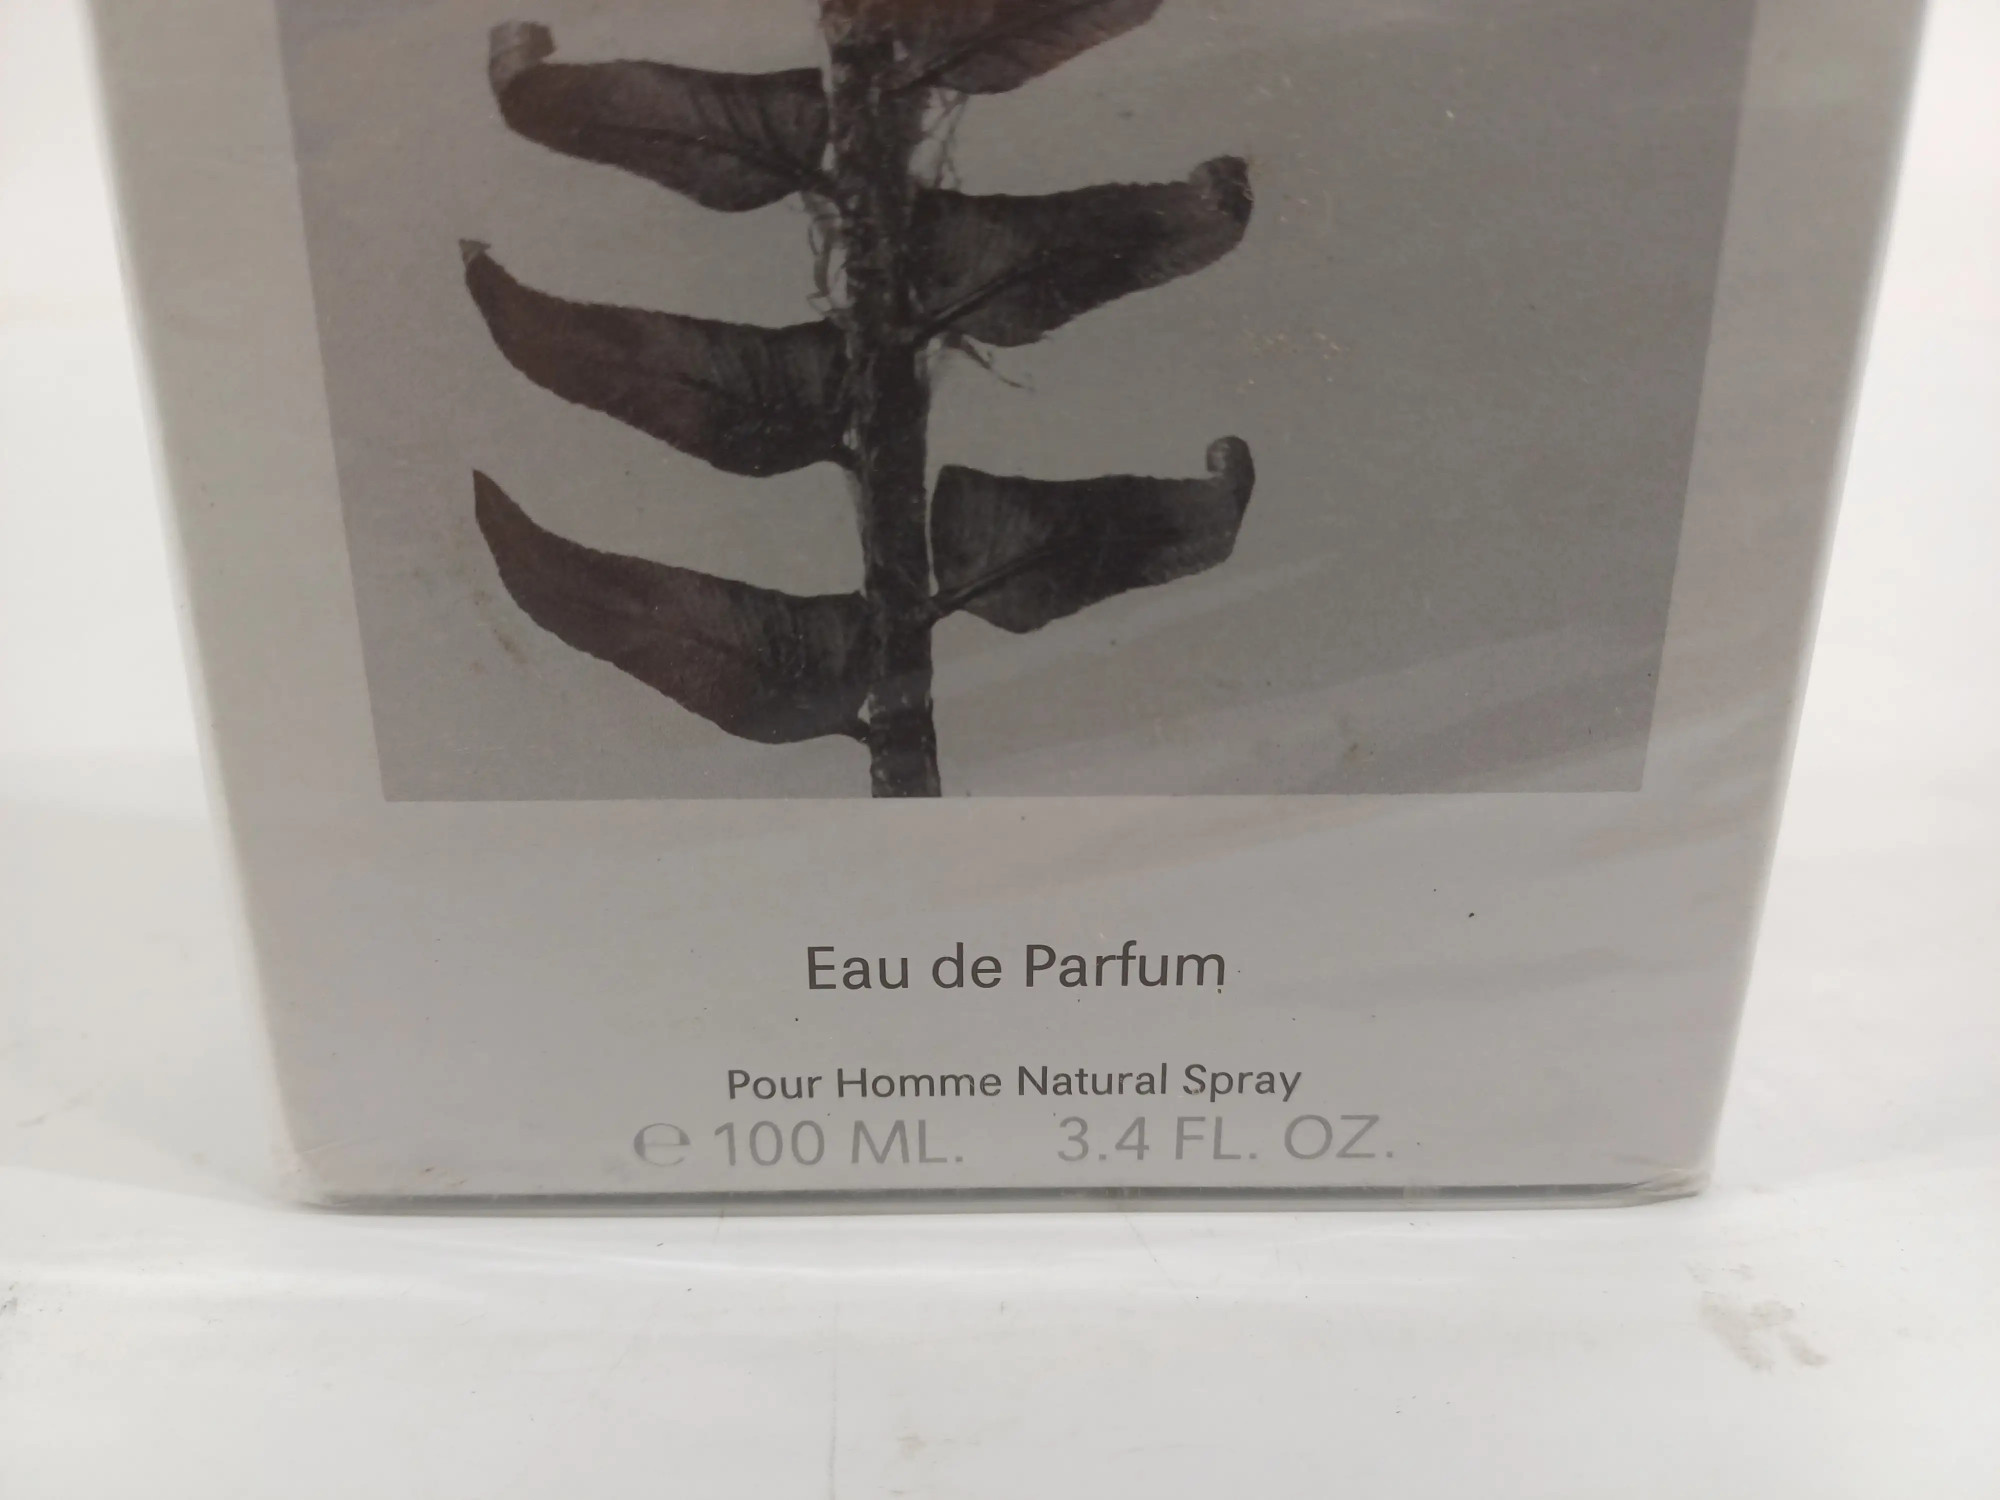 Eau de Parfum
Pour Homme Natural Spray
℮ 100 ML. 3.4 FL. OZ.